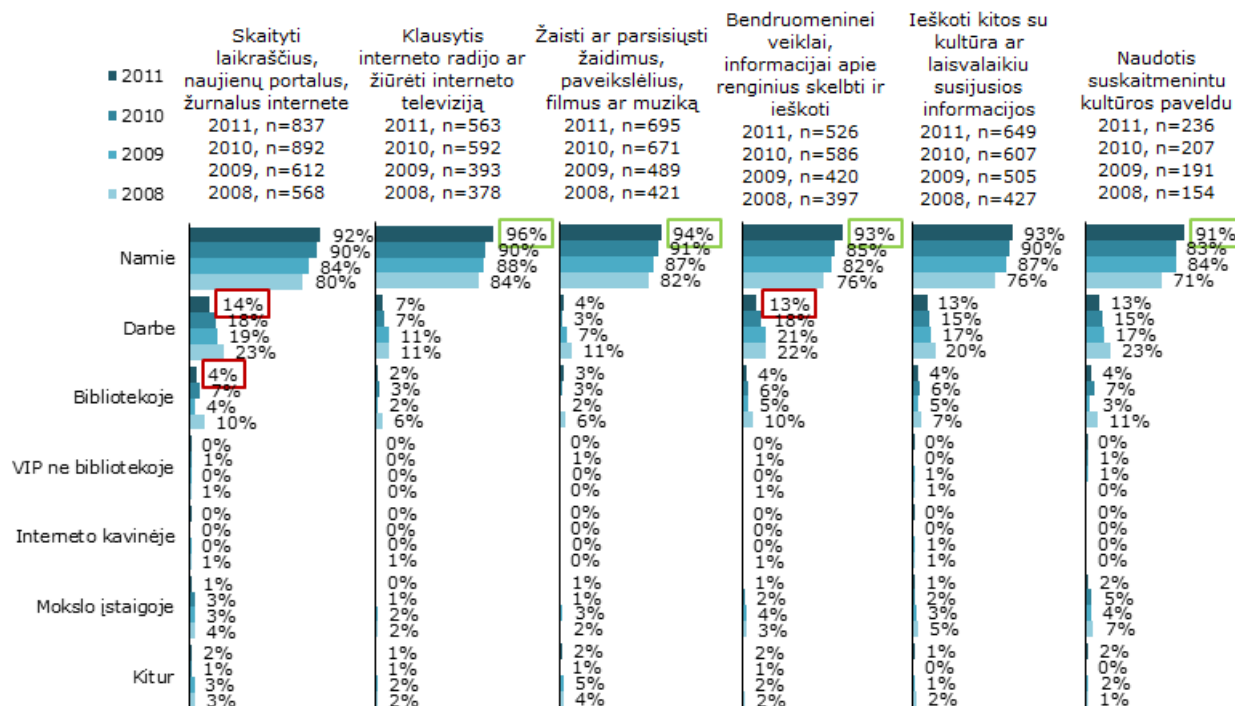 2011
2010
2009
2008
Skaityti
laikraščius,
naujienų portalus,
žurnalus internete
2011, n=837
2010, n=892
2009, n=612
2008, n=568
Klausytis
interneto radijo ar
žiūrėti interneto
televiziją
2011, n=563
2010, n=592
2009, n=393
2008, n=378
Žaisti ar parsisiųsti
žaidimus,
paveikslėlius,
filmus ar muziką
2011, n=695
2010, n=671
2009, n=489
2008, n=421
Bendruomeninei
veiklai,
informacijai apie
renginius skelbti ir
ieškoti
2011, n=526
2010, n=586
2009, n=420
2008, n=397
Ieškoti kitos su
kultūra ar
laisvalaikiu
susijusios
informacijos
2011, n=649
2010, n=607
2009, n=505
2008, n=427
Naudotis
suskaitmenintu
kultūros paveldu
2011, n=236
2010, n=207
2009, n=191
2008, n=154
Namie
92% 96% 94% 93% 93% 91%
90% 90% 91% 85% 90% 83%
84% 88% 87% 82% 87% 84%
80% 84% 82% 76% 76% 71%
Darbe
14% 7% 4% 13% 13% 13%
18% 7% 3% 18% 15% 15%
19% 11% 7% 21% 17% 17%
23% 11% 11% 22% 20% 23%
Bibliotekoje
4% 2% 3% 4% 4% 4%
7% 3% 3% 6% 6% 7%
4% 2% 2% 5% 5% 3%
10% 6% 6% 10% 7% 11%
VIP ne bibliotekoje
0% 0% 0% 0% 0% 0%
1% 0% 1% 1% 0% 1%
0% 0% 0% 0% 1% 1%
1% 0% 0% 1% 1% 0%
Interneto kavinėje
0% 0% 0% 0% 0% 0%
0% 0% 0% 0% 0% 0%
0% 0% 0% 0% 1% 0%
1% 1% 0% 1% 1% 0%
Mokslo įstaigoje
1% 0% 1% 1% 1% 2%
3% 1% 1% 2% 2% 5%
3% 2% 3% 4% 3% 4%
4% 2% 2% 3% 5% 7%
Kitur
2% 1% 2% 2% 1% 2%
1% 1% 1% 1% 0% 0%
3% 2% 5% 2% 1% 2%
3% 2% 4% 2% 2% 1%